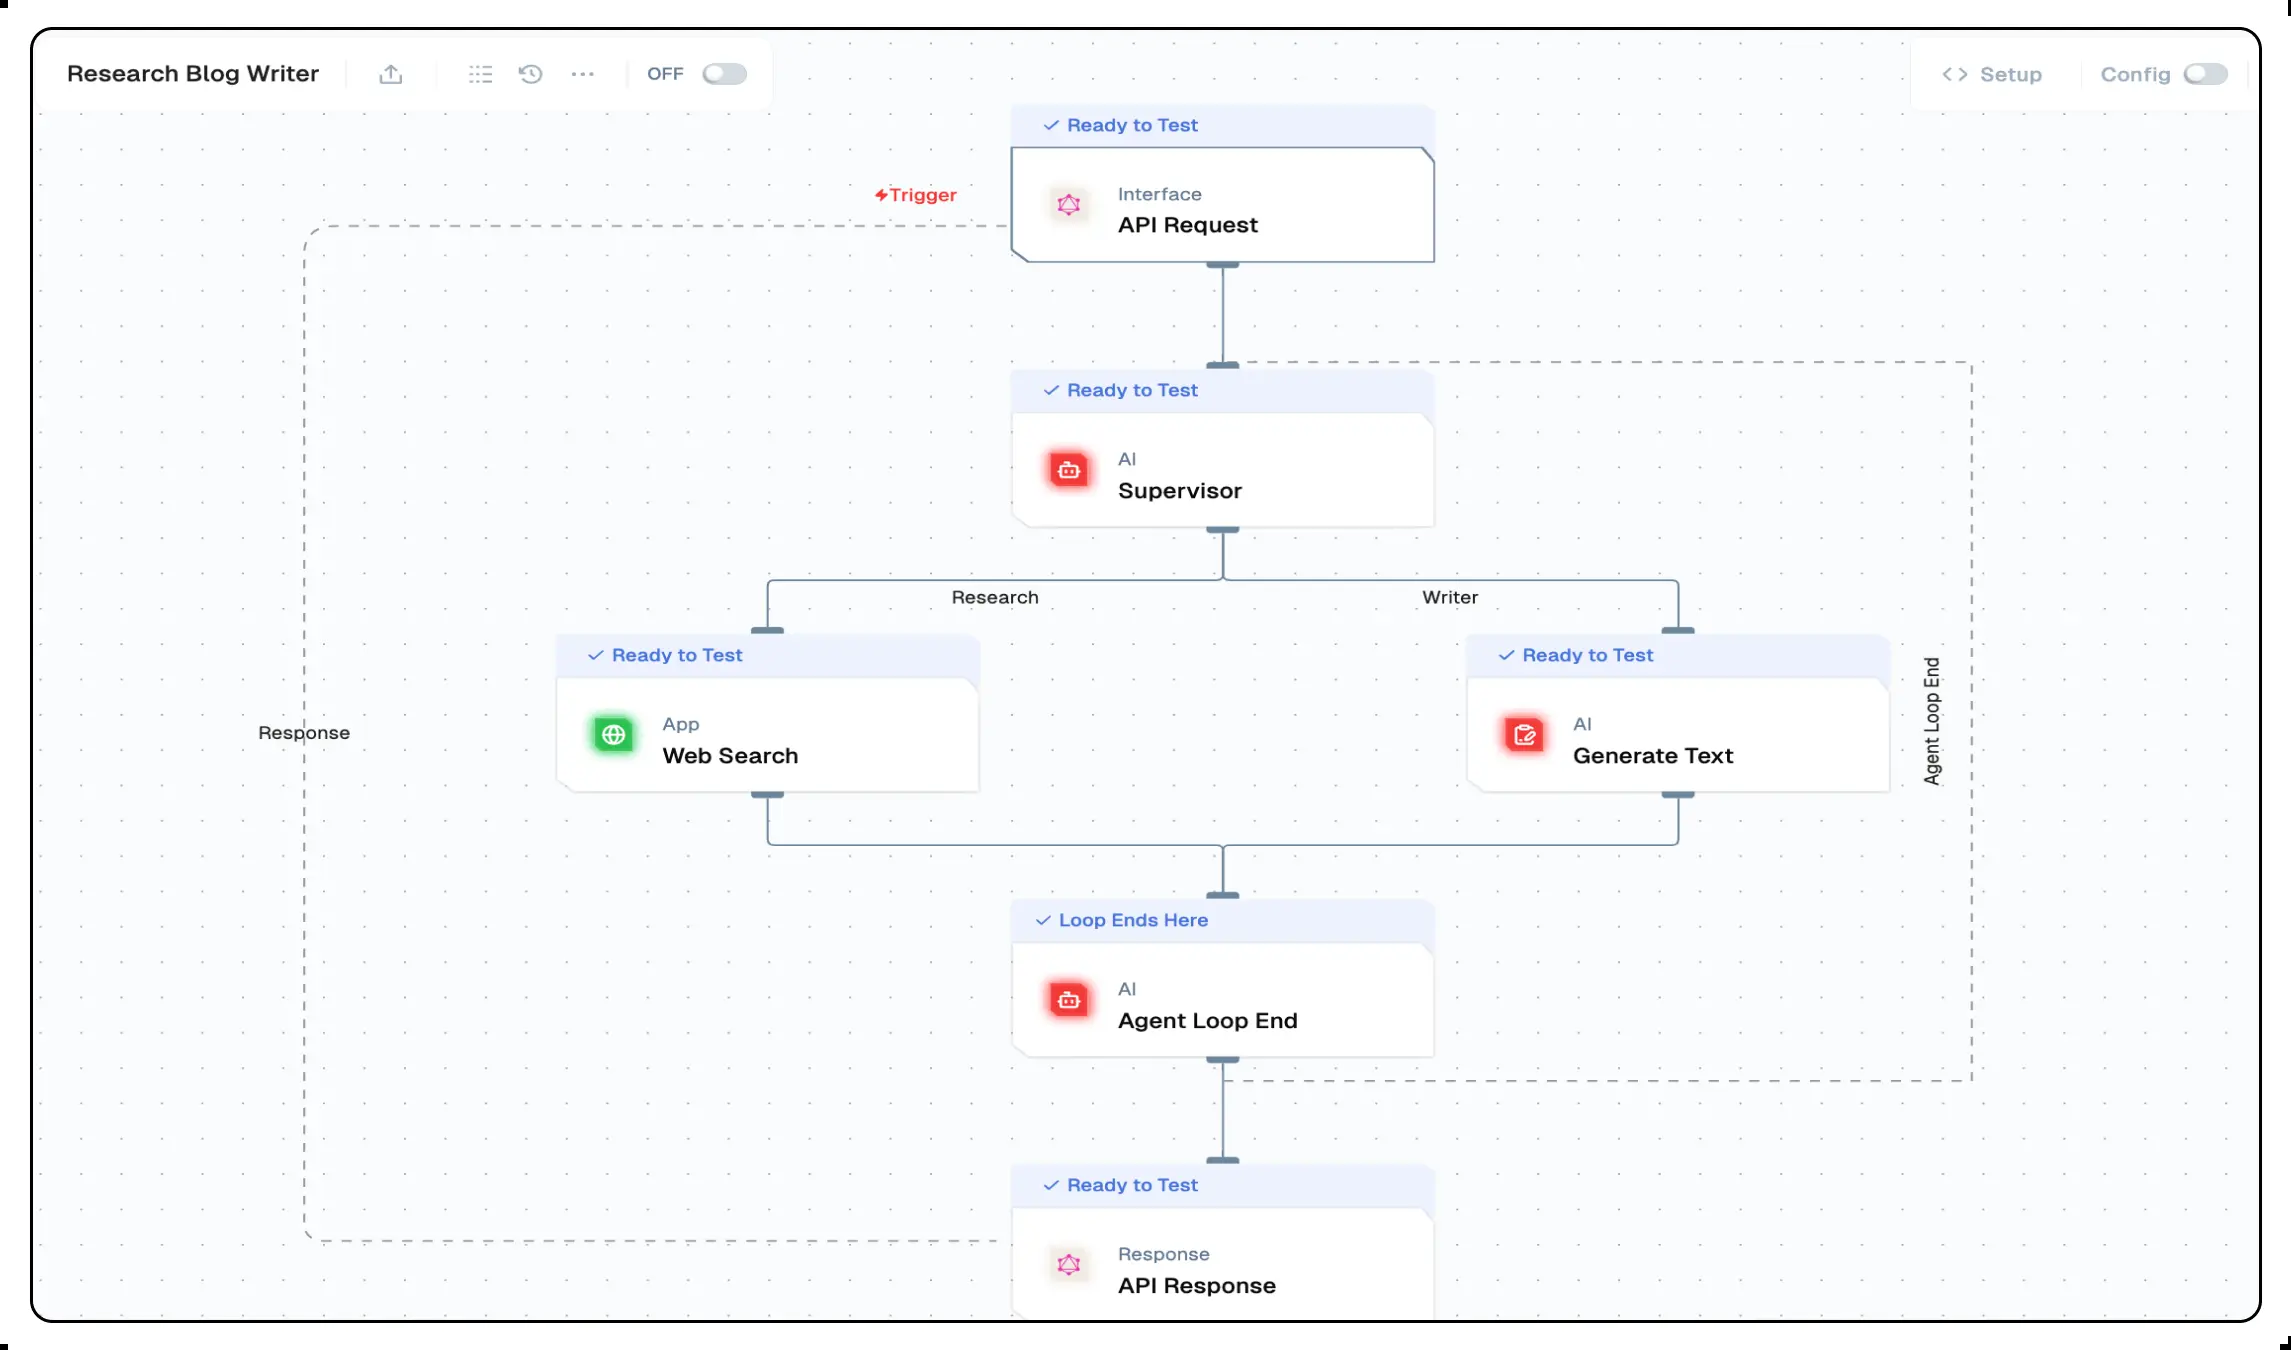 Research Blog Writer
OFF
Setup
Config
Ready to Test
Trigger
Interface
API Request
Ready to Test
AI
Supervisor
Research
Writer
Ready to Test
App
Web Search
Ready to Test
AI
Generate Text
Response
Agent Loop End
Loop Ends Here
AI
Agent Loop End
Ready to Test
Response
API Response